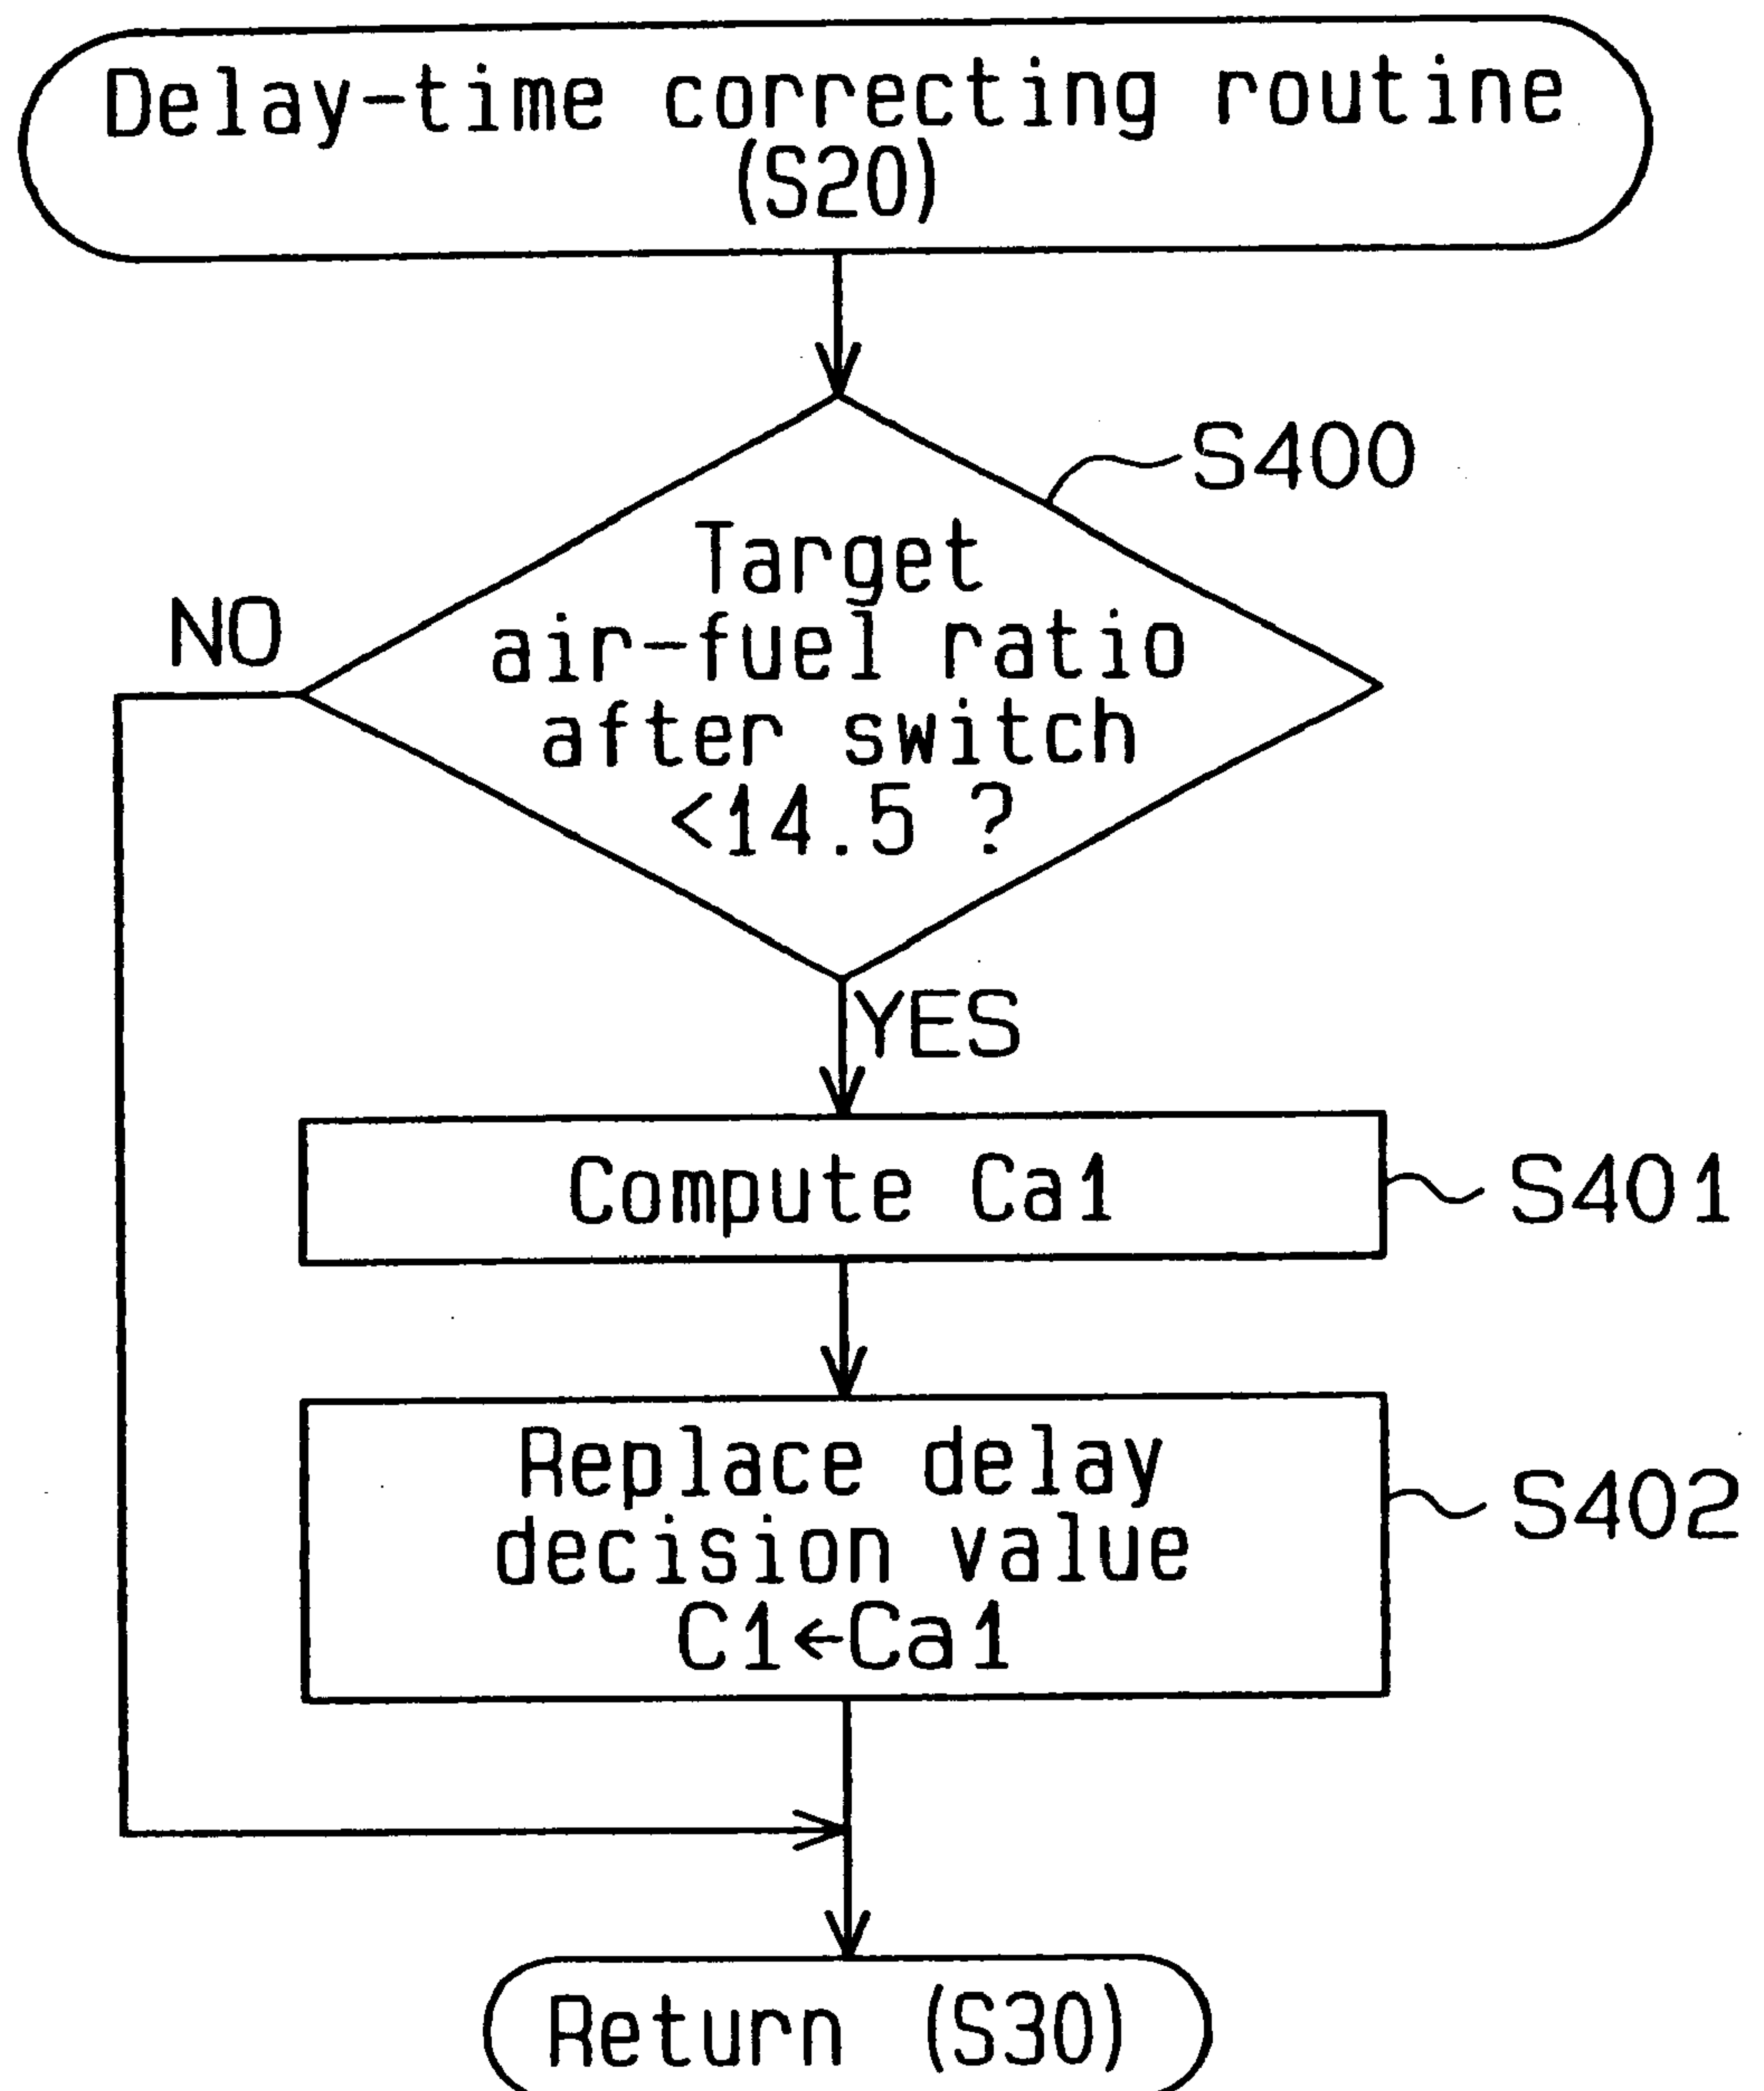 Delay-time correcting routine
(S20)
S400
Target
air-fuel ratio
after switch
<14.5 ?
NO
YES
Compute Ca1
S401
Replace delay
decision value
C1←Ca1
S402
Return (S30)